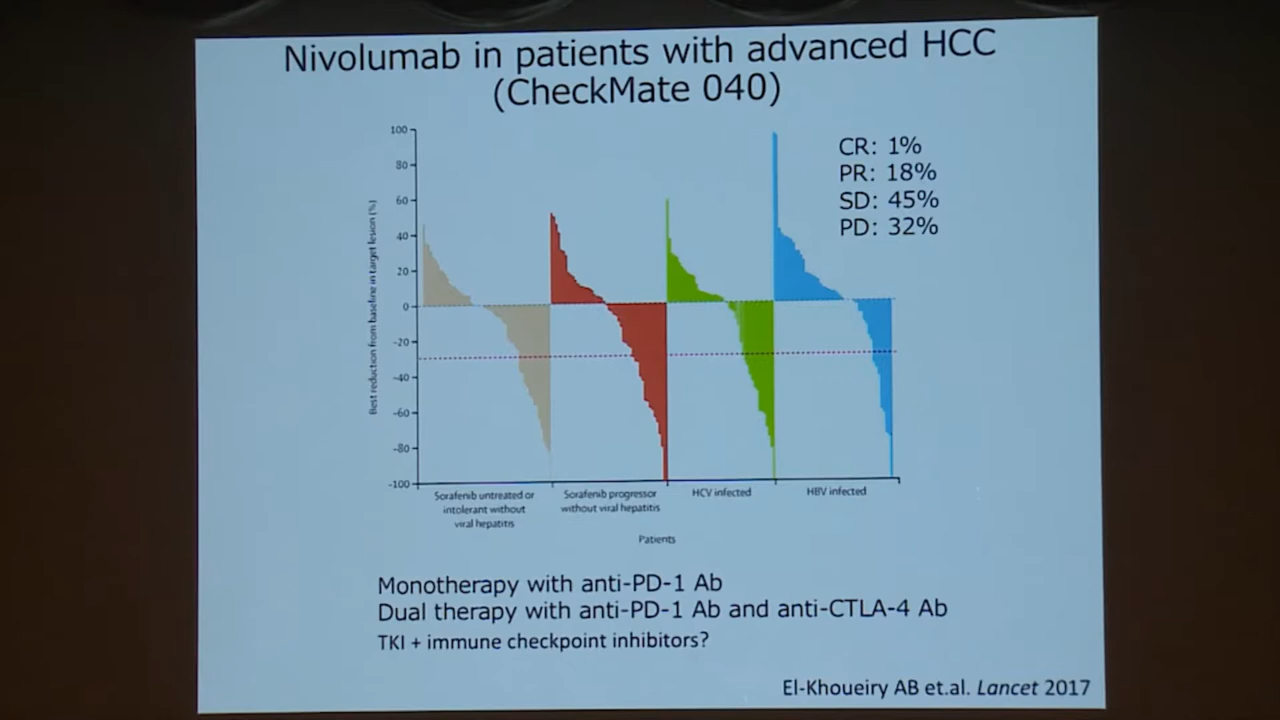 Nivolumab in patients with advanced HCC
(CheckMate 040)
100
80
60
40
20
0
-20
-40
-60
-80
-100
Best reduction from baseline in target lesion (%)
CR: 1%
PR: 18%
SD: 45%
PD: 32%
Sorafenib untreated or
intolerant without
viral hepatitis
Sorafenib progressor
without viral hepatitis
HCV infected
HBV infected
Patients
Monotherapy with anti-PD-1 Ab
Dual therapy with anti-PD-1 Ab and anti-CTLA-4 Ab
TKI + immune checkpoint inhibitors?
El-Khoueiry AB et.al. Lancet 2017